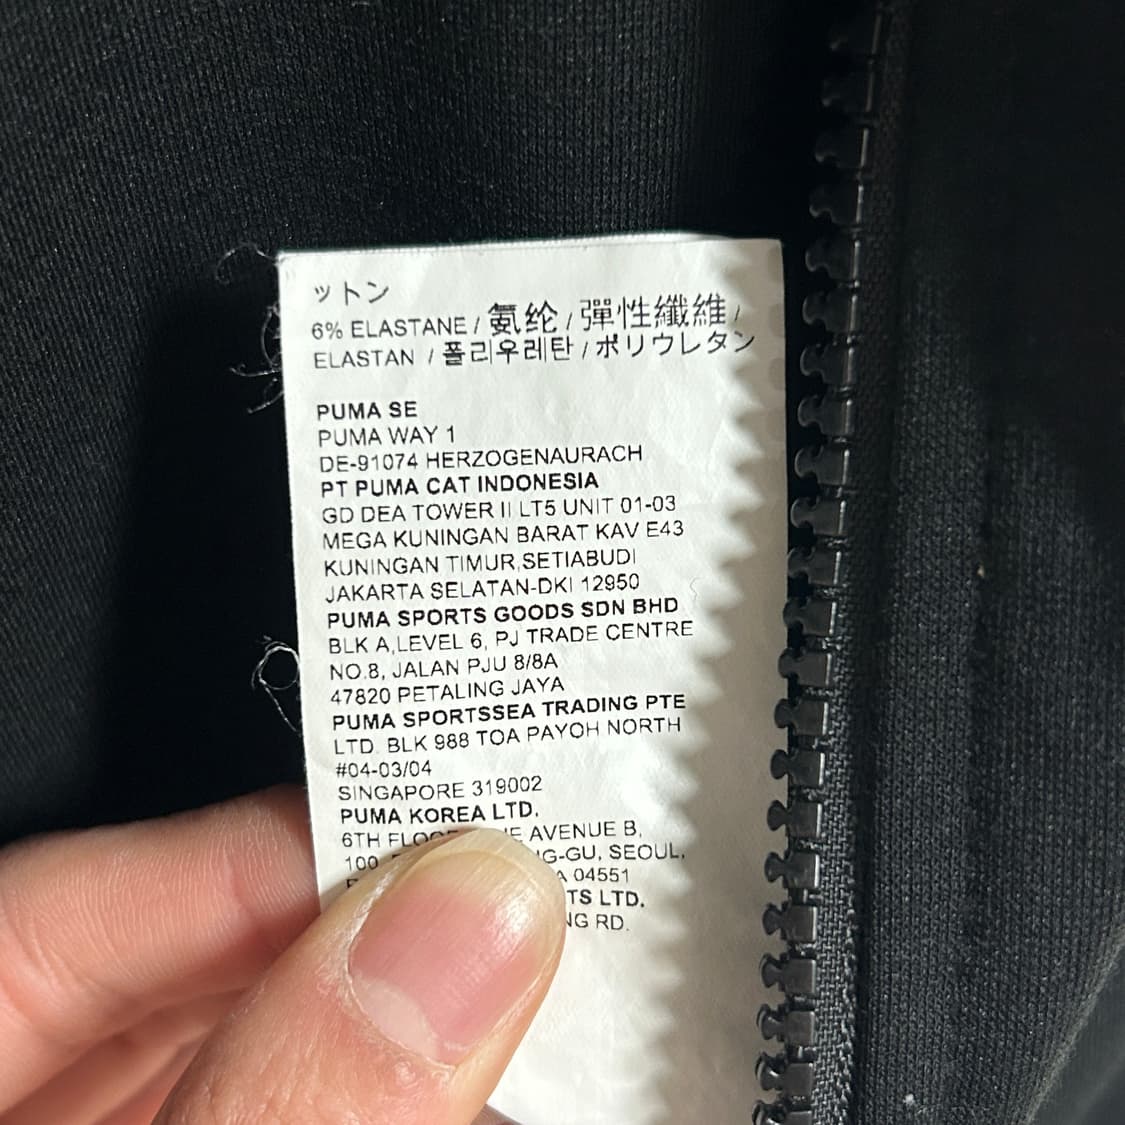 ットン
6% ELASTANE / 氨纶 / 彈性纖維 /
ELASTAN / 폴리우레탄 / ポリウレタン
PUMA SE
PUMA WAY 1
DE-91074 HERZOGENAURACH
PT PUMA CAT INDONESIA
GD DEA TOWER II LT5 UNIT 01-03
MEGA KUNINGAN BARAT KAV E43
KUNINGAN TIMUR,SETIABUDI
JAKARTA SELATAN-DKI 12950
PUMA SPORTS GOODS SDN BHD
BLK A,LEVEL 6, PJ TRADE CENTRE
NO.8, JALAN PJU 8/8A
47820 PETALING JAYA
PUMA SPORTSSEA TRADING PTE
LTD. BLK 988 TOA PAYOH NORTH
#04-03/04
SINGAPORE 319002
PUMA KOREA LTD.
6TH AVENUE B,
100 SEOUL,
04551
LTD.
RD.